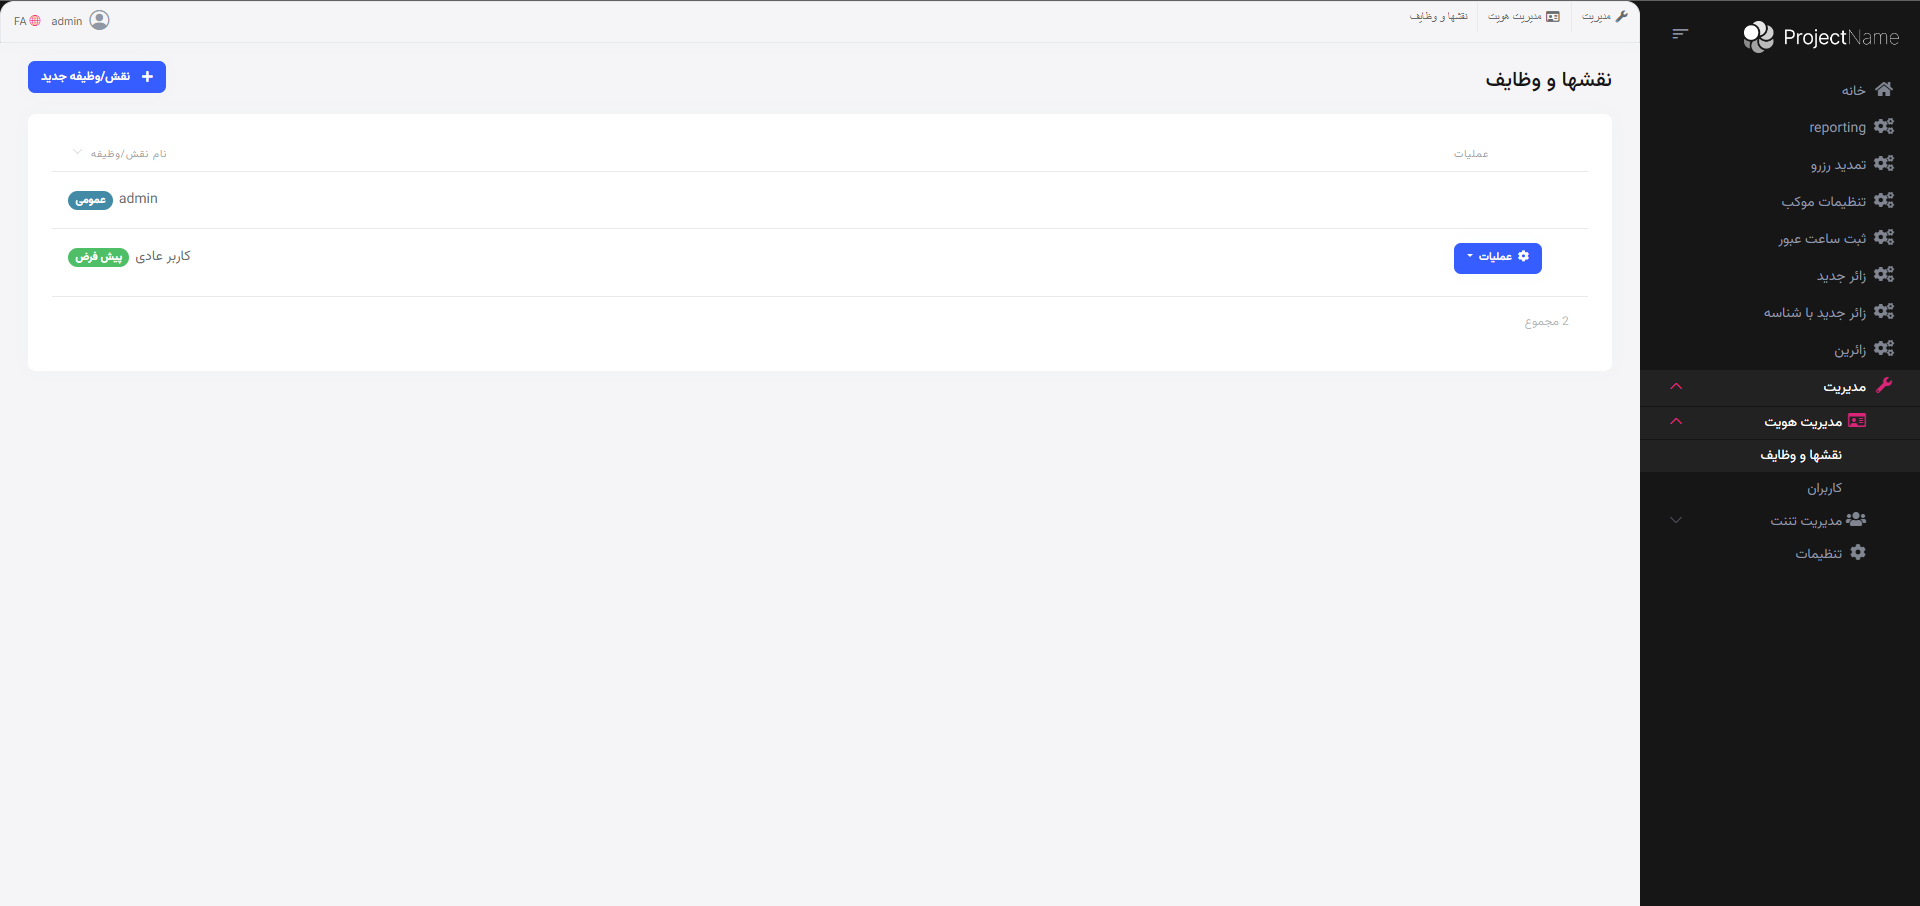 ProjectName
خانه
reporting
تمدید رزرو
تنظیمات موکب
ثبت ساعت عبور
زائر جدید
زائر جدید با شناسه
زائرین
مدیریت
مدیریت هویت
نقشها و وظایف
کاربران
مدیریت تننت
تنظیمات
مدیریت مدیریت هویت نقشها و وظایف
admin FA
نقشها و وظایف
نقش/وظیفه جدید
عملیات نام نقش/وظیفه
admin عمومی
عملیات کاربر عادی پیش فرض
2 مجموع